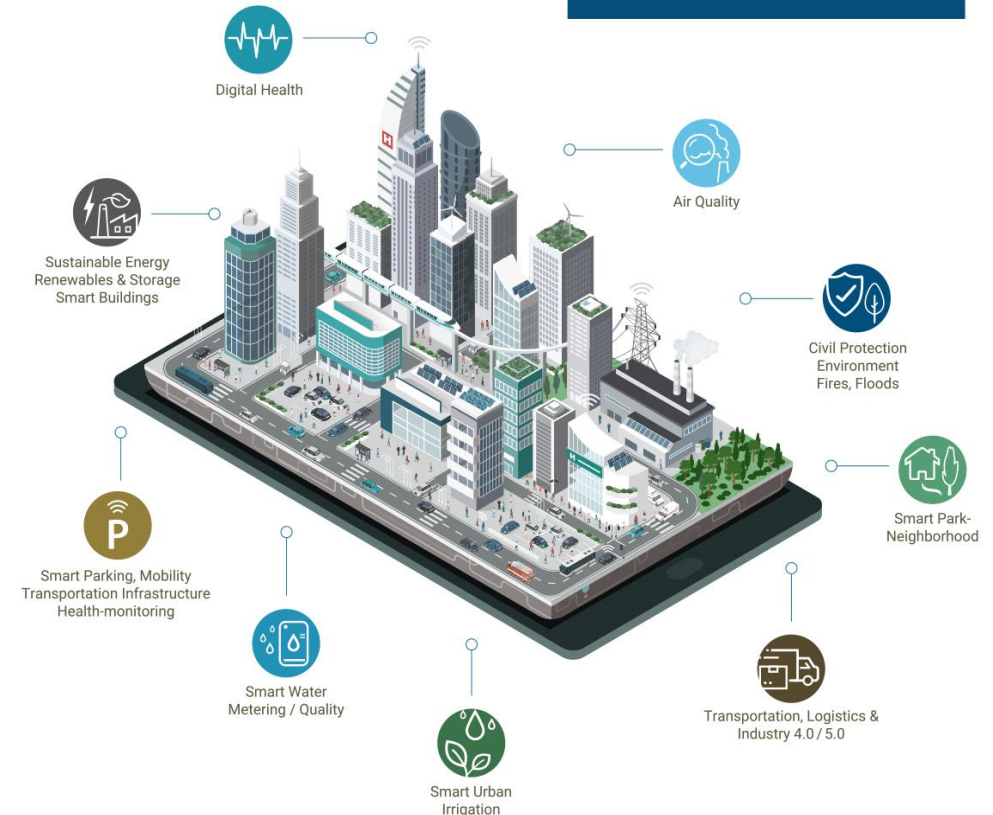 Digital Health
Air Quality
Sustainable Energy
Renewables & Storage
Smart Buildings
Civil Protection
Environment
Fires, Floods
Smart Park-
Neighborhood
P
Smart Parking, Mobility
Transportation Infrastructure
Health-monitoring
Smart Water
Metering / Quality
Transportation, Logistics &
Industry 4.0 / 5.0
Smart Urban
Irrigation
H
H